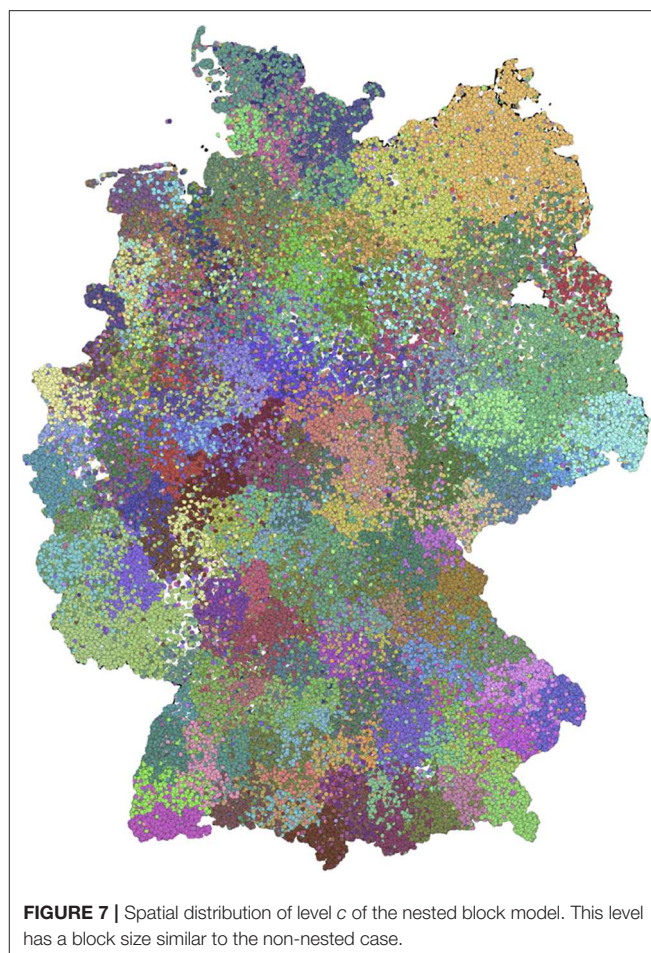 FIGURE 7 | Spatial distribution of level c of the nested block model. This level
has a block size similar to the non-nested case.